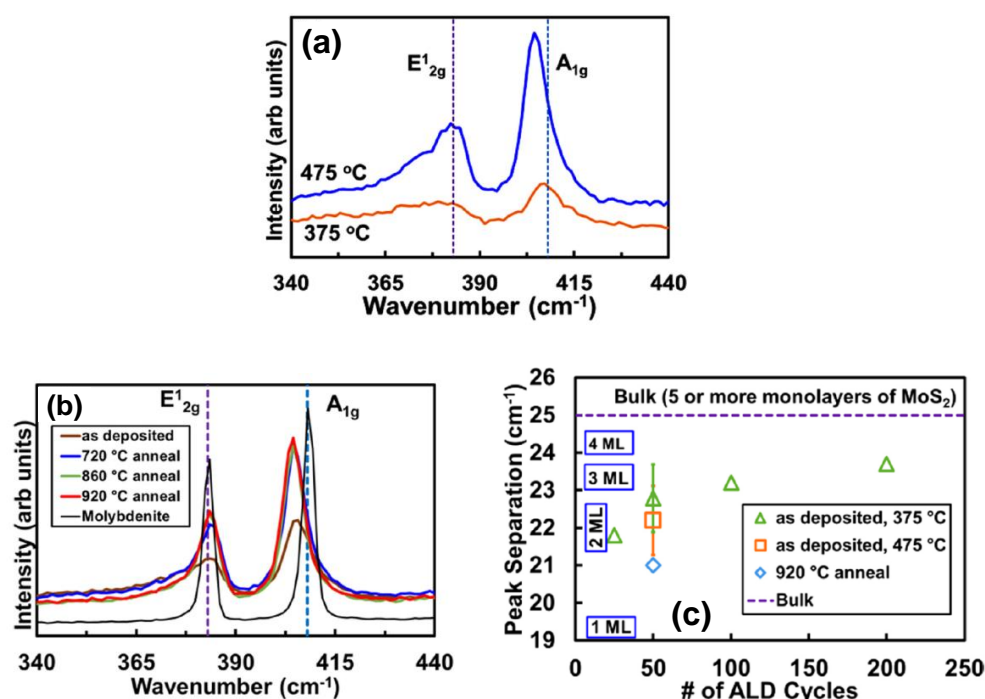 (a)
E¹₂g
A₁g
475 °C
375 °C
Intensity (arb units)
340 365 390 415 440
Wavenumber (cm⁻¹)
(b)
E¹₂g
A₁g
as deposited
720 °C anneal
860 °C anneal
920 °C anneal
Molybdenite
Intensity (arb units)
340 365 390 415 440
Wavenumber (cm⁻¹)
26
25
24
23
22
21
20
19
Peak Separation (cm⁻¹)
Bulk (5 or more monolayers of MoS₂)
4 ML
3 ML
2 ML
1 ML
as deposited, 375 °C
as deposited, 475 °C
920 °C anneal
Bulk
(c)
0 50 100 150 200 250
# of ALD Cycles